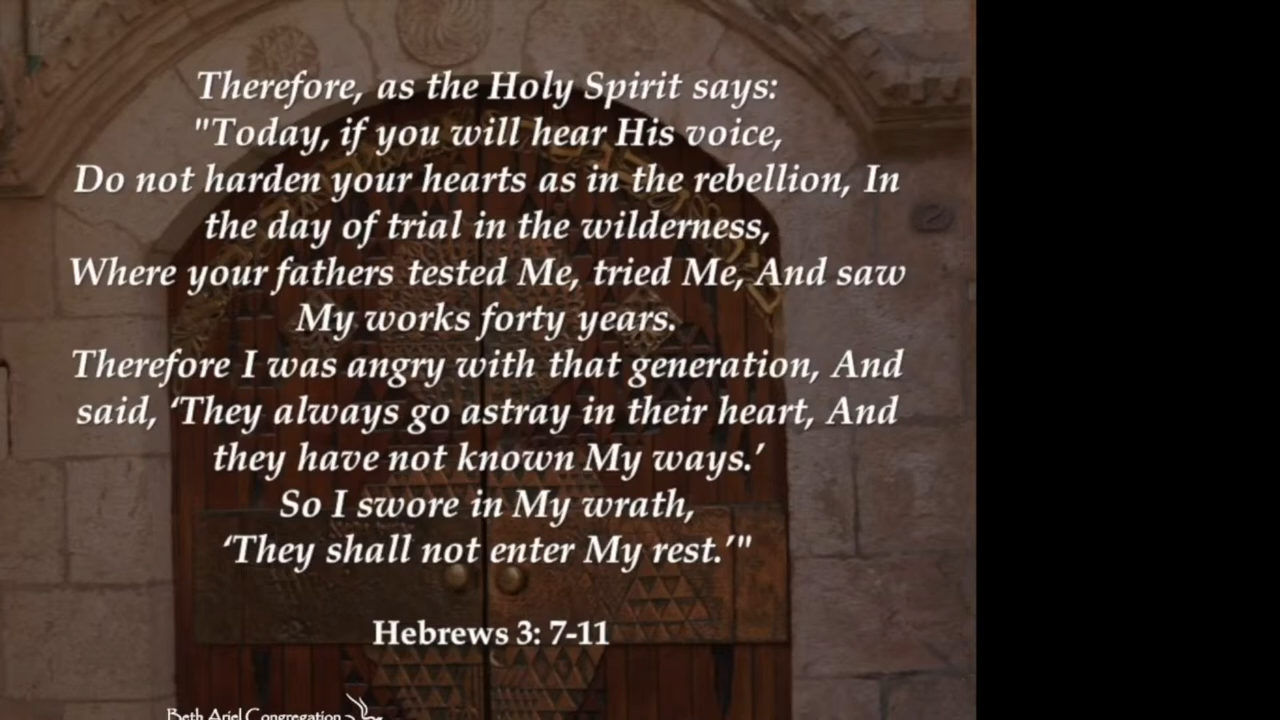 Therefore, as the Holy Spirit says:
"Today, if you will hear His voice,
Do not harden your hearts as in the rebellion, In
the day of trial in the wilderness,
Where your fathers tested Me, tried Me, And saw
My works forty years.
Therefore I was angry with that generation, And
said, ‘They always go astray in their heart, And
they have not known My ways.’
So I swore in My wrath,
‘They shall not enter My rest.’"
Hebrews 3: 7-11
Beth Ariel Congregation